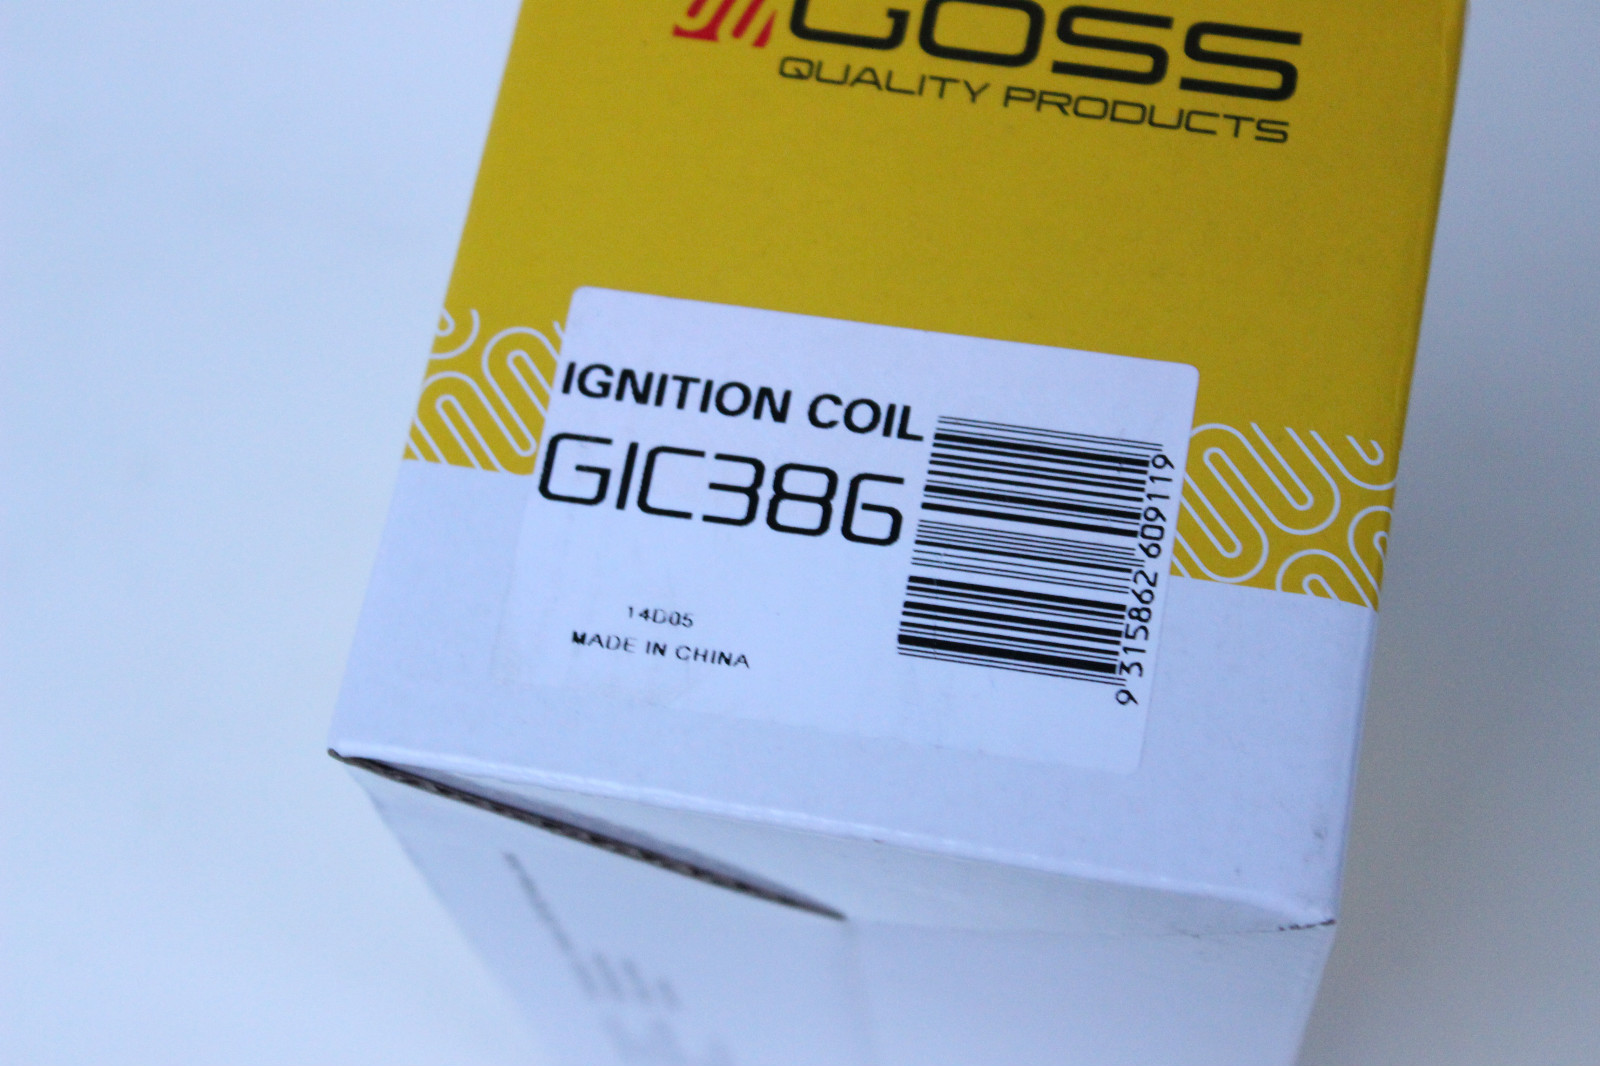 GOSS
QUALITY PRODUCTS
IGNITION COIL
GIC386
14D05
MADE IN CHINA
9 315862 609119